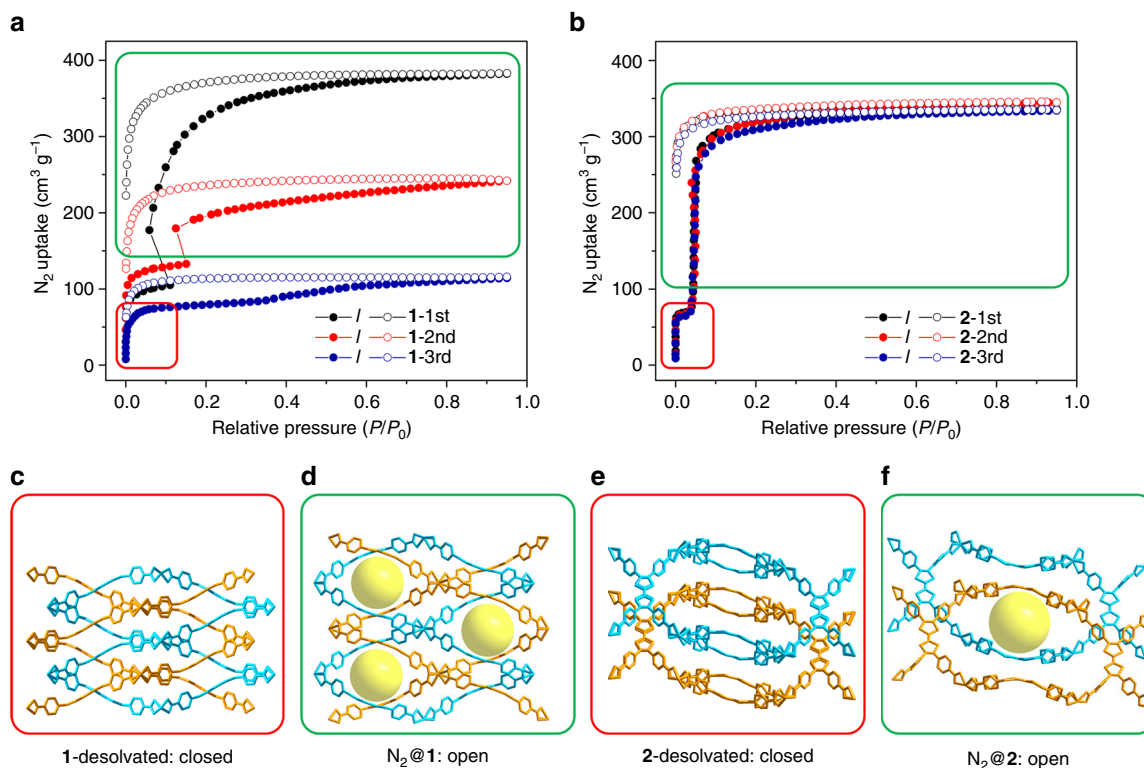 a
400
300
200
100
0
N₂ uptake (cm³ g⁻¹)
/ 1-1st
/ 1-2nd
/ 1-3rd
0.0 0.2 0.4 0.6 0.8 1.0
Relative pressure (P/P₀)
b
400
300
200
100
0
N₂ uptake (cm³ g⁻¹)
/ 2-1st
/ 2-2nd
/ 2-3rd
0.0 0.2 0.4 0.6 0.8 1.0
Relative pressure (P/P₀)
c
1-desolvated: closed
d
N₂@1: open
e
2-desolvated: closed
f
N₂@2: open